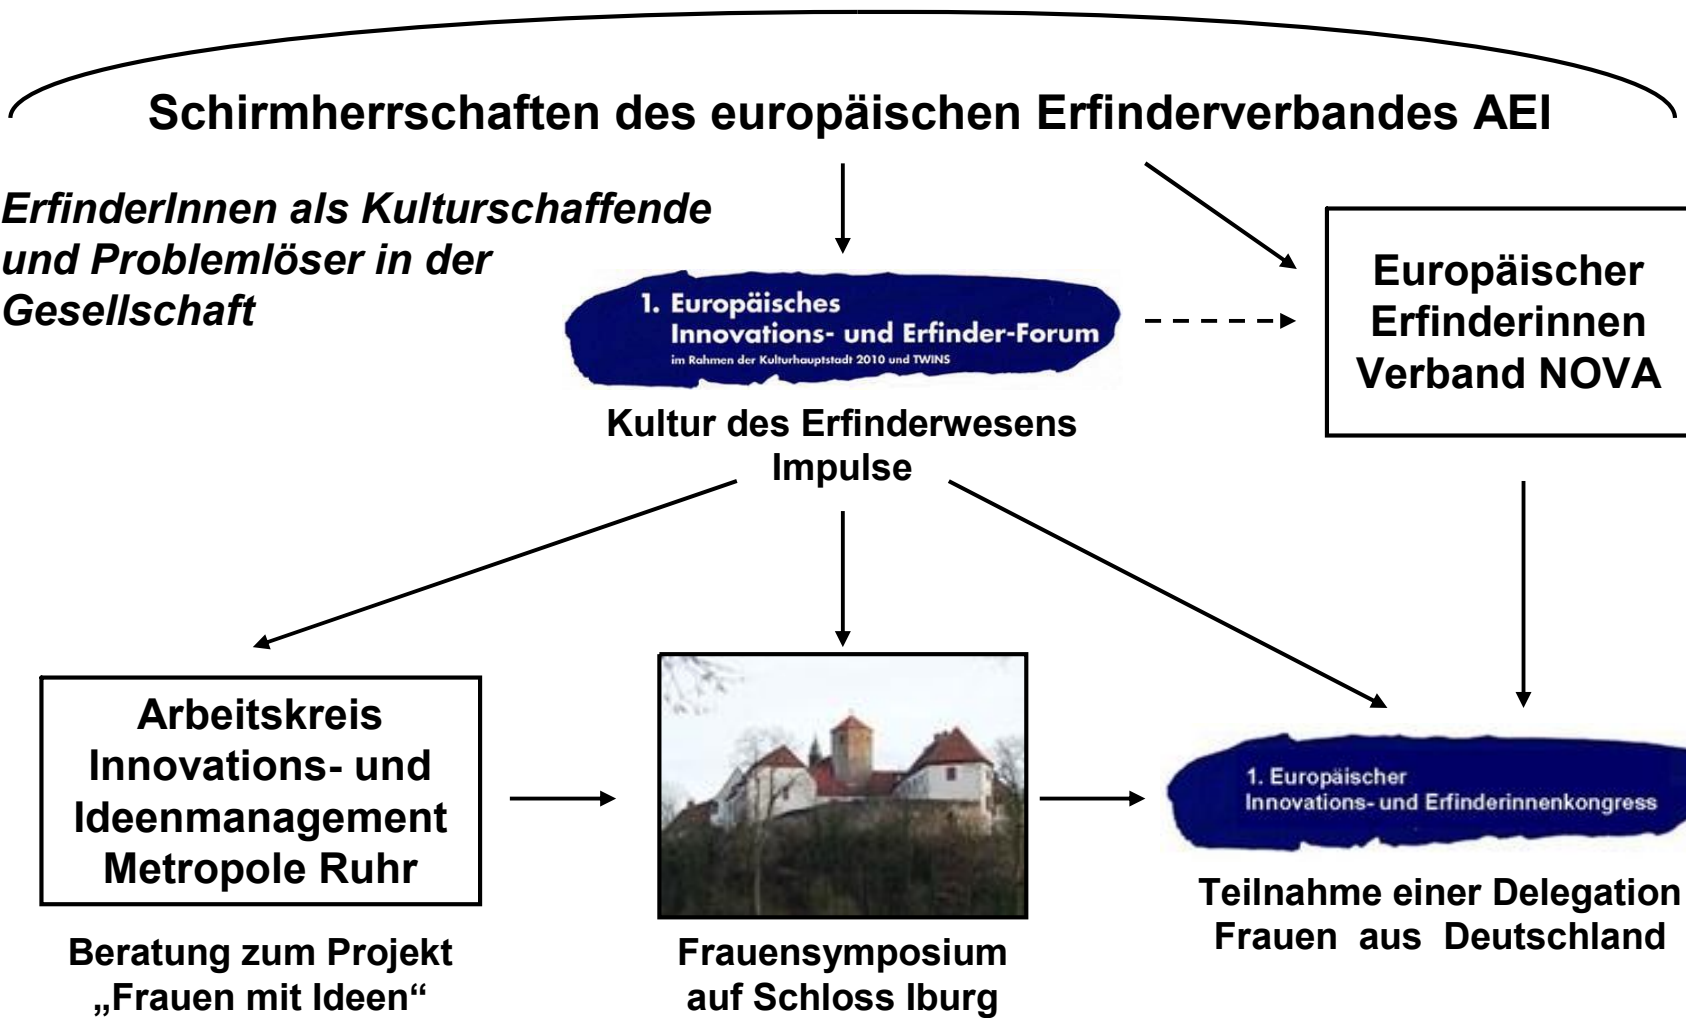 Schirmherrschaften des europäischen Erfinderverbandes AEI
ErfinderInnen als Kulturschaffende
und Problemlöser in der
Gesellschaft
1. Europäisches
Innovations- und Erfinder-Forum
im Rahmen der Kulturhauptstadt 2010 und TWINS
Kultur des Erfinderwesens
Impulse
Europäischer
Erfinderinnen
Verband NOVA
Arbeitskreis
Innovations- und
Ideenmanagement
Metropole Ruhr
Beratung zum Projekt
„Frauen mit Ideen“
Frauensymposium
auf Schloss Iburg
1. Europäischer
Innovations- und Erfinderinnenkongress
Teilnahme einer Delegation
Frauen aus Deutschland